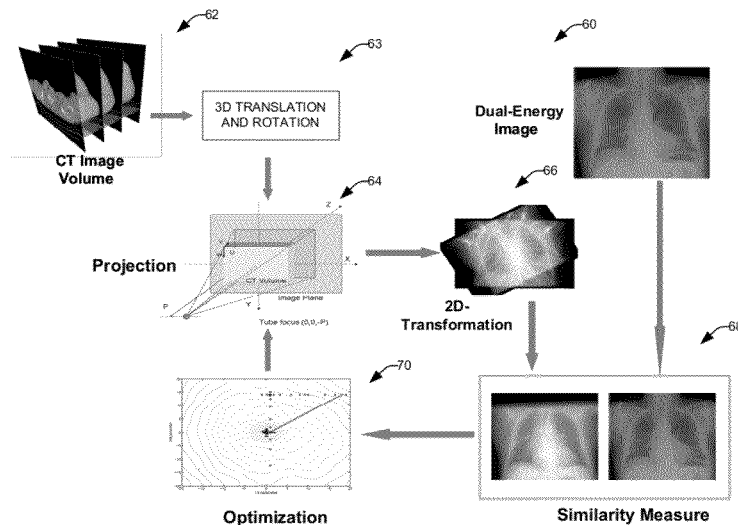 62
63
60
3D TRANSLATION
AND ROTATION
Dual-Energy
Image
CT Image
Volume
64
66
Z
Projection
X
CT Volume
Image Plane
P
Y
Tube focus (0,0,-P)
2D-
Transformation
70
Optimization
Similarity Measure